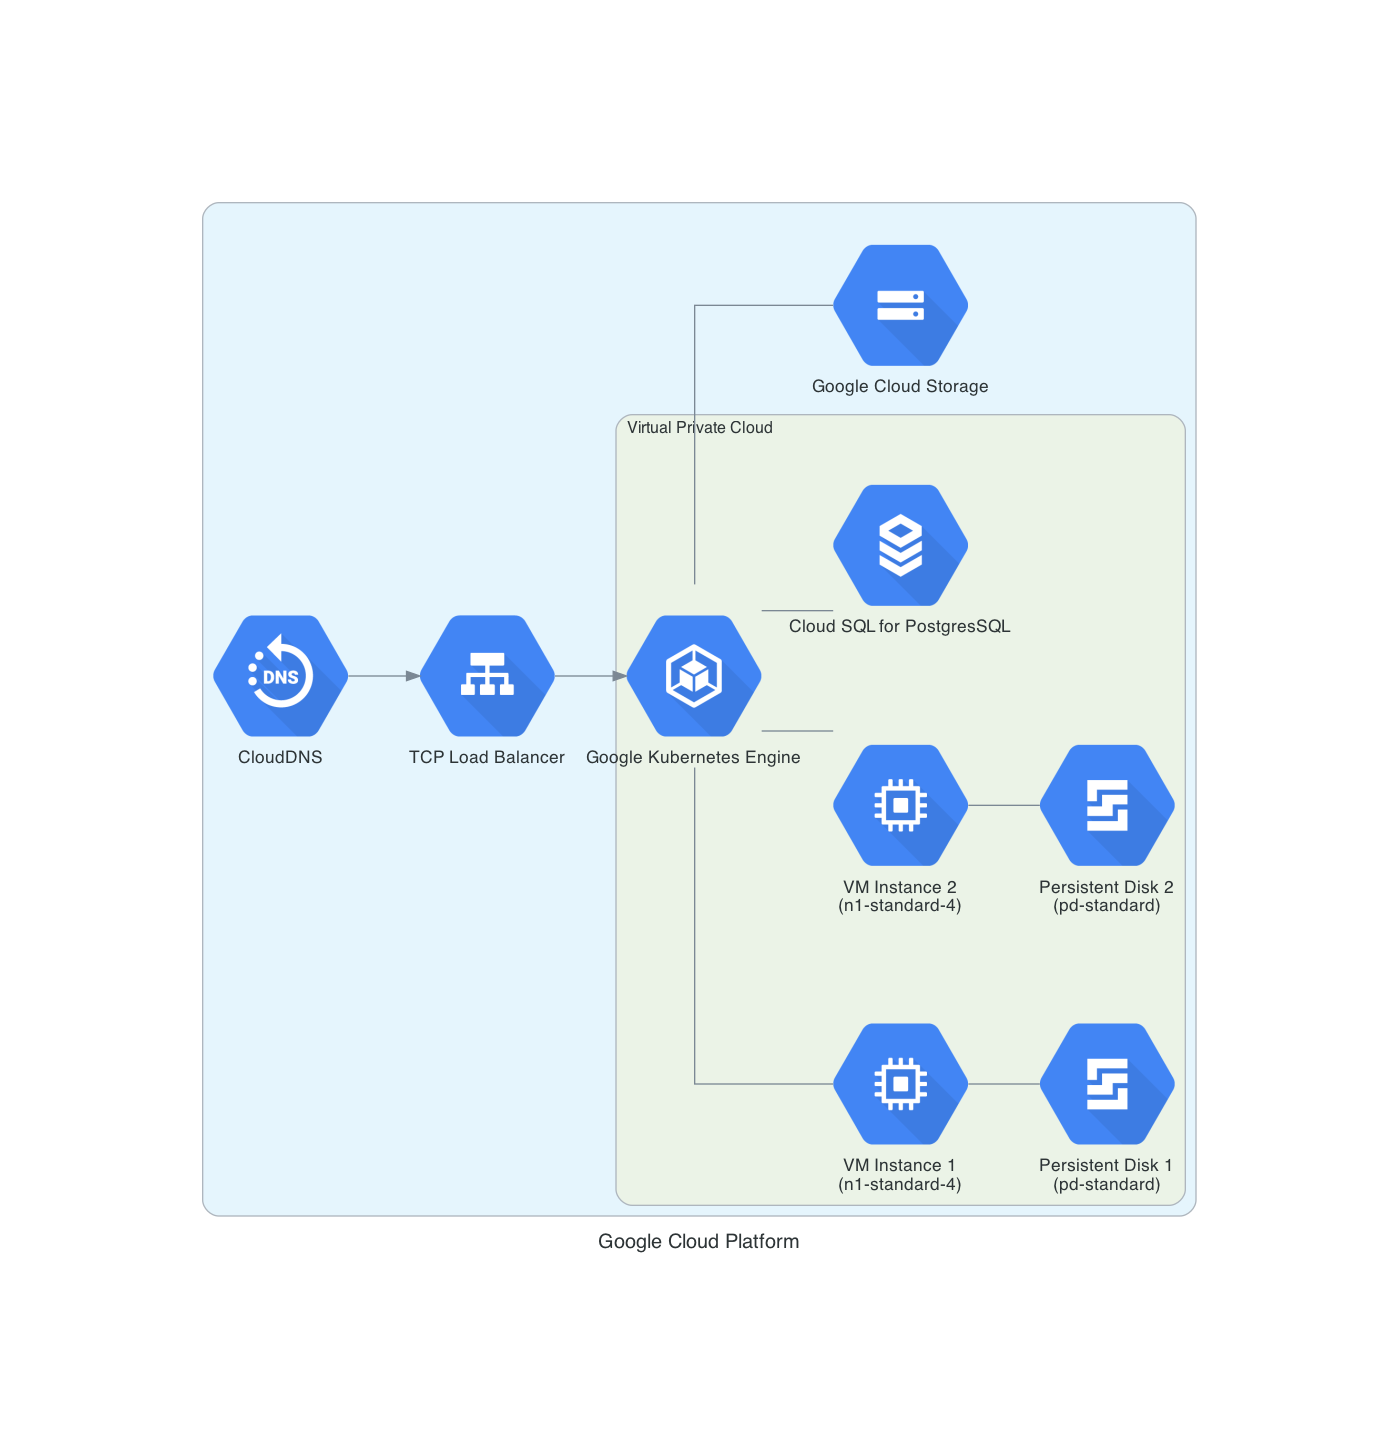 Google Cloud Storage
Virtual Private Cloud
Cloud SQL for PostgresSQL
DNS
CloudDNS
TCP Load Balancer
Google Kubernetes Engine
VM Instance 2
(n1-standard-4)
Persistent Disk 2
(pd-standard)
VM Instance 1
(n1-standard-4)
Persistent Disk 1
(pd-standard)
Google Cloud Platform